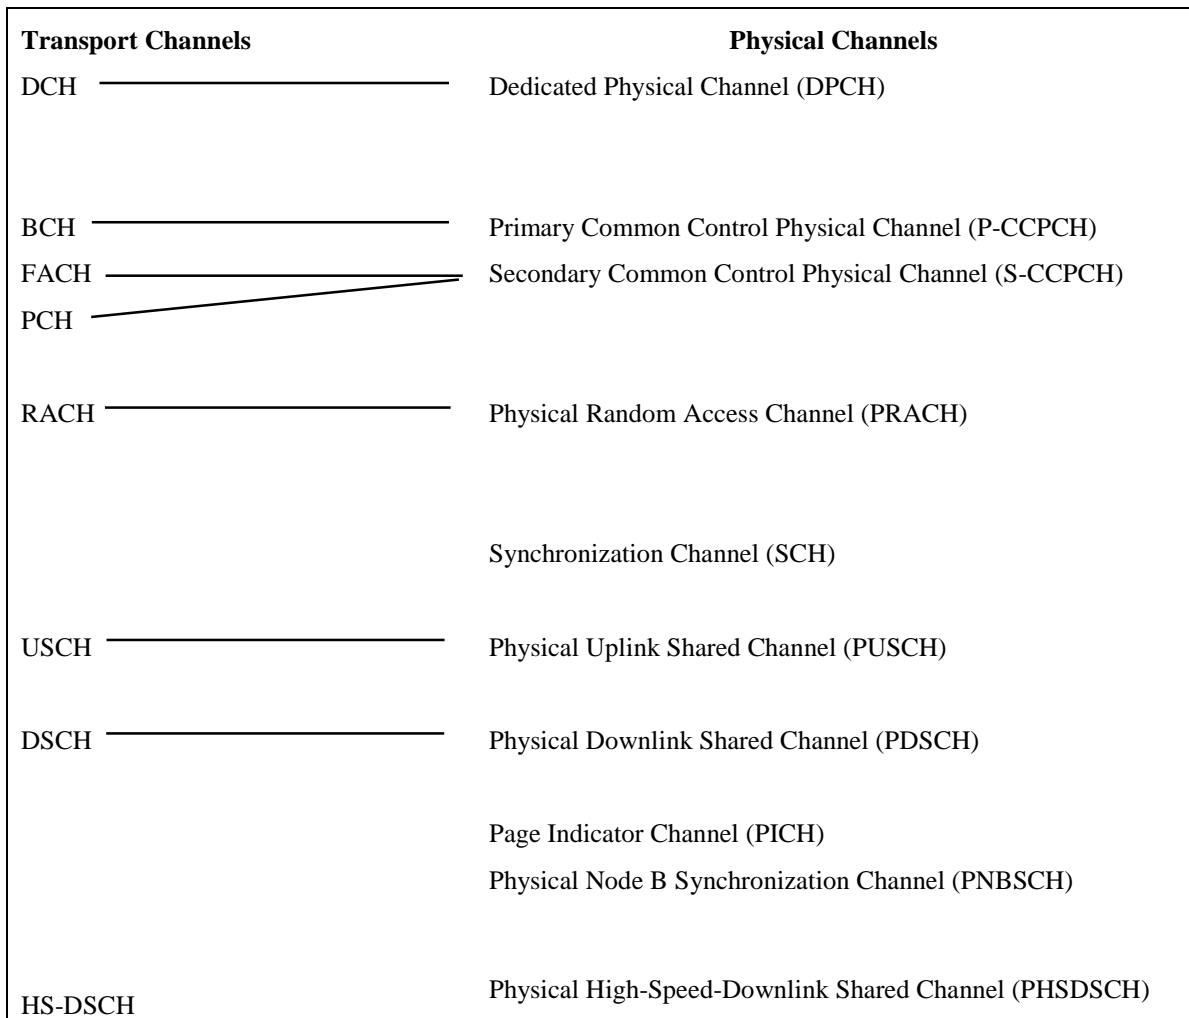 Transport Channels Physical Channels
DCH Dedicated Physical Channel (DPCH)
BCH Primary Common Control Physical Channel (P-CCPCH)
FACH Secondary Common Control Physical Channel (S-CCPCH)
PCH
RACH Physical Random Access Channel (PRACH)
Synchronization Channel (SCH)
USCH Physical Uplink Shared Channel (PUSCH)
DSCH Physical Downlink Shared Channel (PDSCH)
Page Indicator Channel (PICH)
Physical Node B Synchronization Channel (PNBSCH)
Physical High-Speed-Downlink Shared Channel (PHSDSCH)
HS-DSCH